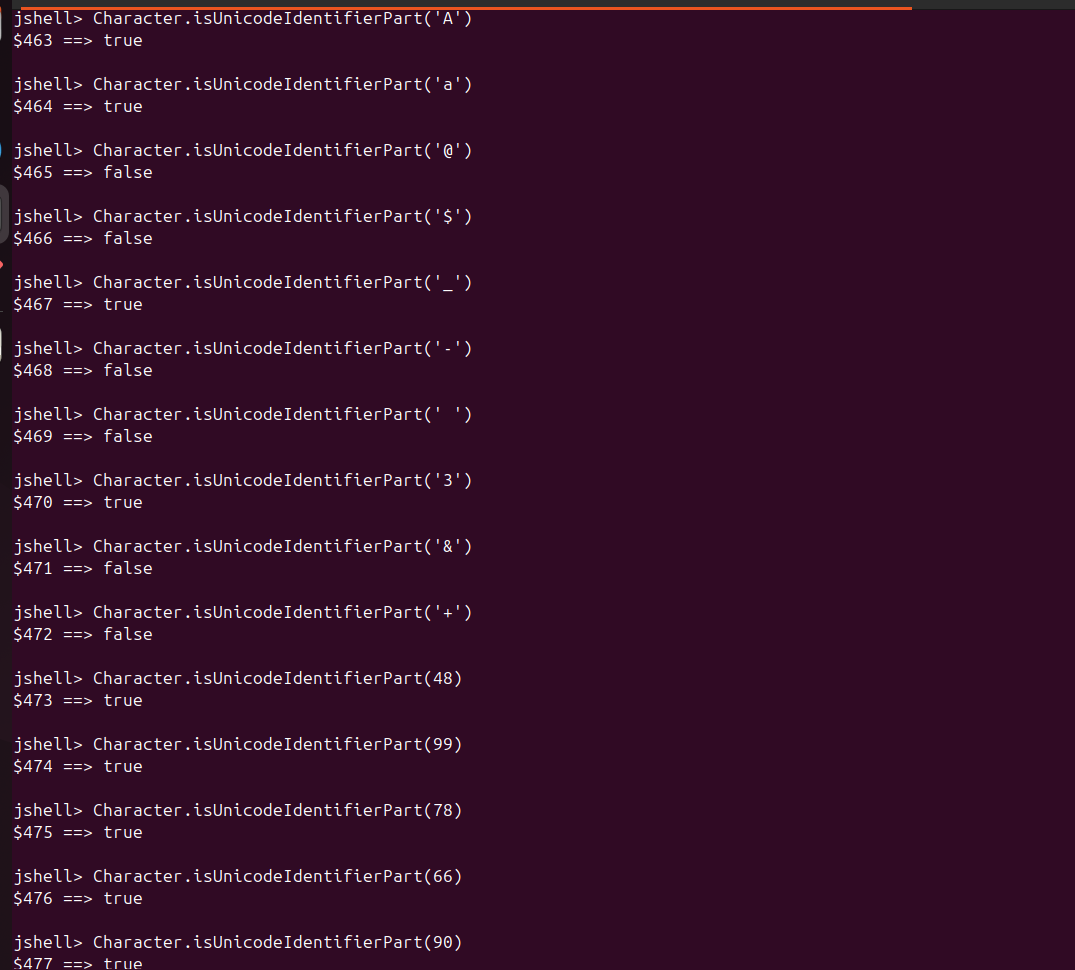 jshell> Character.isUnicodeIdentifierPart('A')
$463 ==> true
jshell> Character.isUnicodeIdentifierPart('a')
$464 ==> true
jshell> Character.isUnicodeIdentifierPart('@')
$465 ==> false
jshell> Character.isUnicodeIdentifierPart('$')
$466 ==> false
jshell> Character.isUnicodeIdentifierPart('_')
$467 ==> true
jshell> Character.isUnicodeIdentifierPart('-')
$468 ==> false
jshell> Character.isUnicodeIdentifierPart(' ')
$469 ==> false
jshell> Character.isUnicodeIdentifierPart('3')
$470 ==> true
jshell> Character.isUnicodeIdentifierPart('&')
$471 ==> false
jshell> Character.isUnicodeIdentifierPart('+')
$472 ==> false
jshell> Character.isUnicodeIdentifierPart(48)
$473 ==> true
jshell> Character.isUnicodeIdentifierPart(99)
$474 ==> true
jshell> Character.isUnicodeIdentifierPart(78)
$475 ==> true
jshell> Character.isUnicodeIdentifierPart(66)
$476 ==> true
jshell> Character.isUnicodeIdentifierPart(90)
$477 ==> true